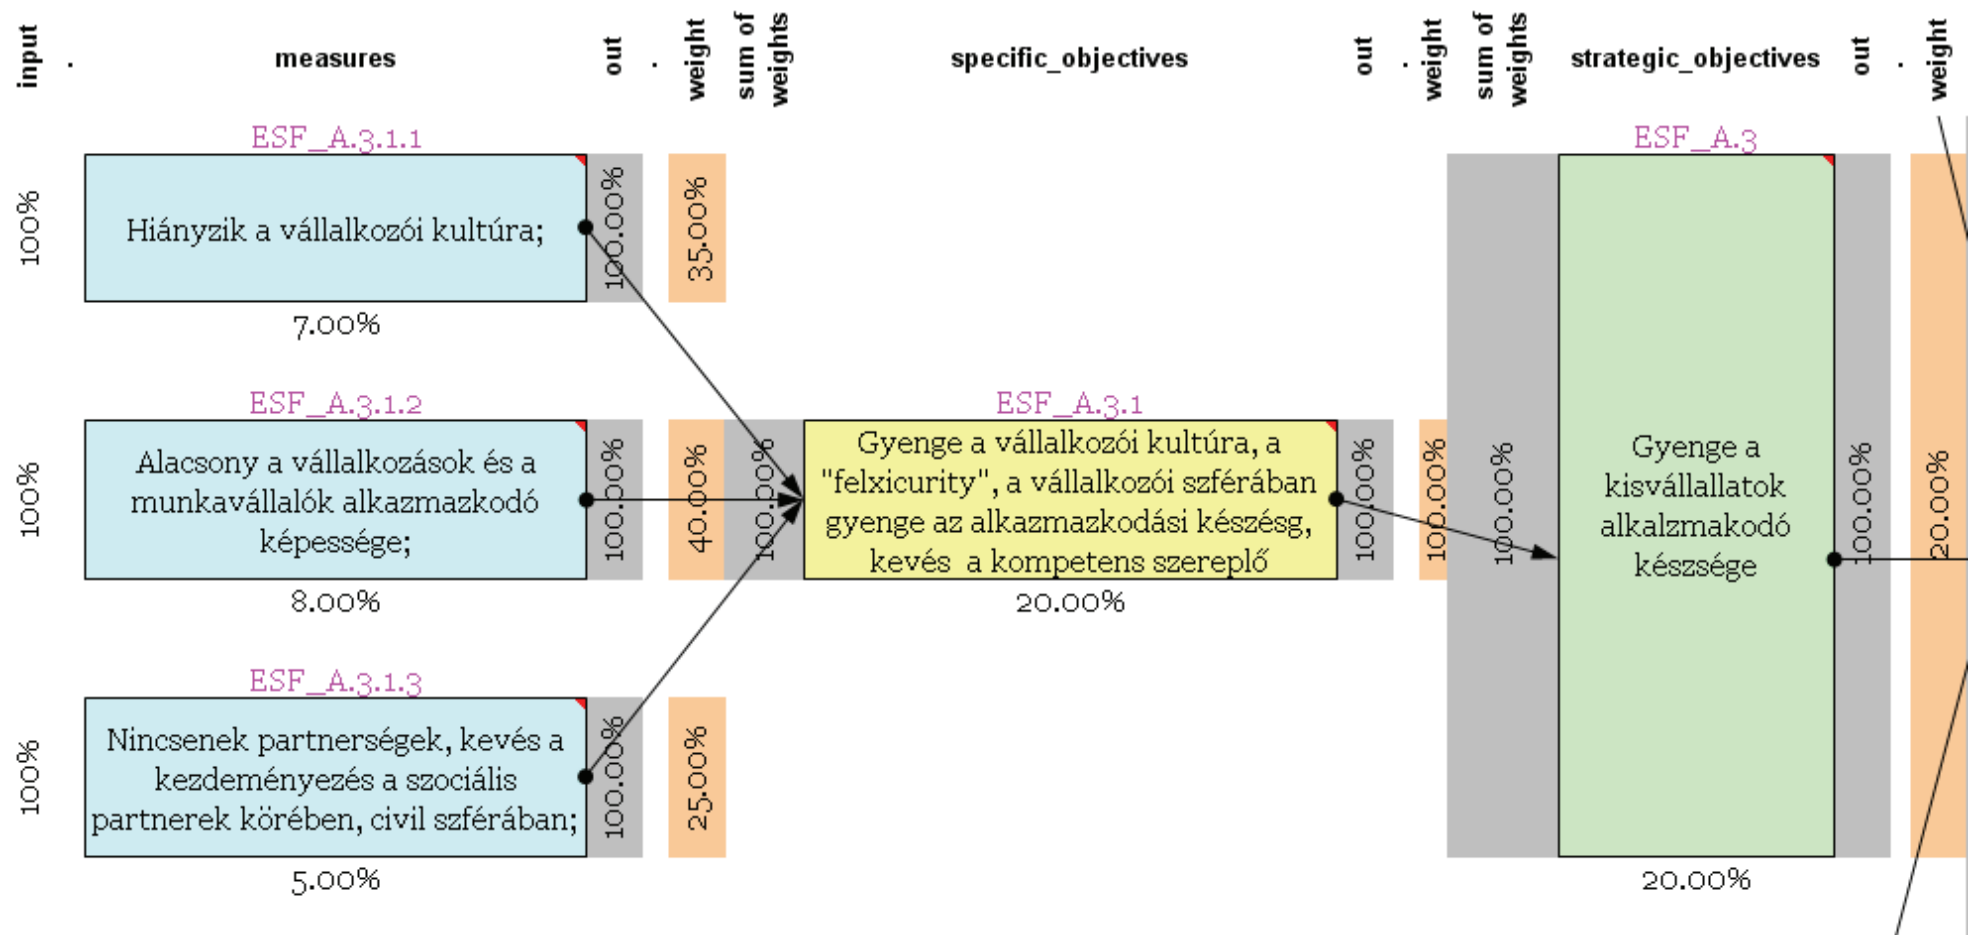 input
.
measures
out
.
weight
sum of
weights
specific_objectives
out
.
weight
sum of
weights
strategic_objectives
out
.
weight
ESF_A.3.1.1
100%
Hiányzik a vállalkozói kultúra;
100.00%
35.00%
7.00%
ESF_A.3.1.2
100%
Alacsony a vállalkozások és a
munkavállalók alkazmazkodó
képessége;
100.00%
40.00%
8.00%
ESF_A.3.1.3
100%
Nincsenek partnerségek, kevés a
kezdeményezés a szociális
partnerek körében, civil szférában;
100.00%
25.00%
5.00%
100.00%
ESF_A.3.1
Gyenge a vállalkozói kultúra, a
"felxicurity", a vállalkozói szférában
gyenge az alkazmazkodási készésg,
kevés  a kompetens szereplő
100.00%
100.00%
20.00%
100.00%
ESF_A.3
Gyenge a
kisvállallatok
alkalzmakodó
készsége
100.00%
20.00%
20.00%